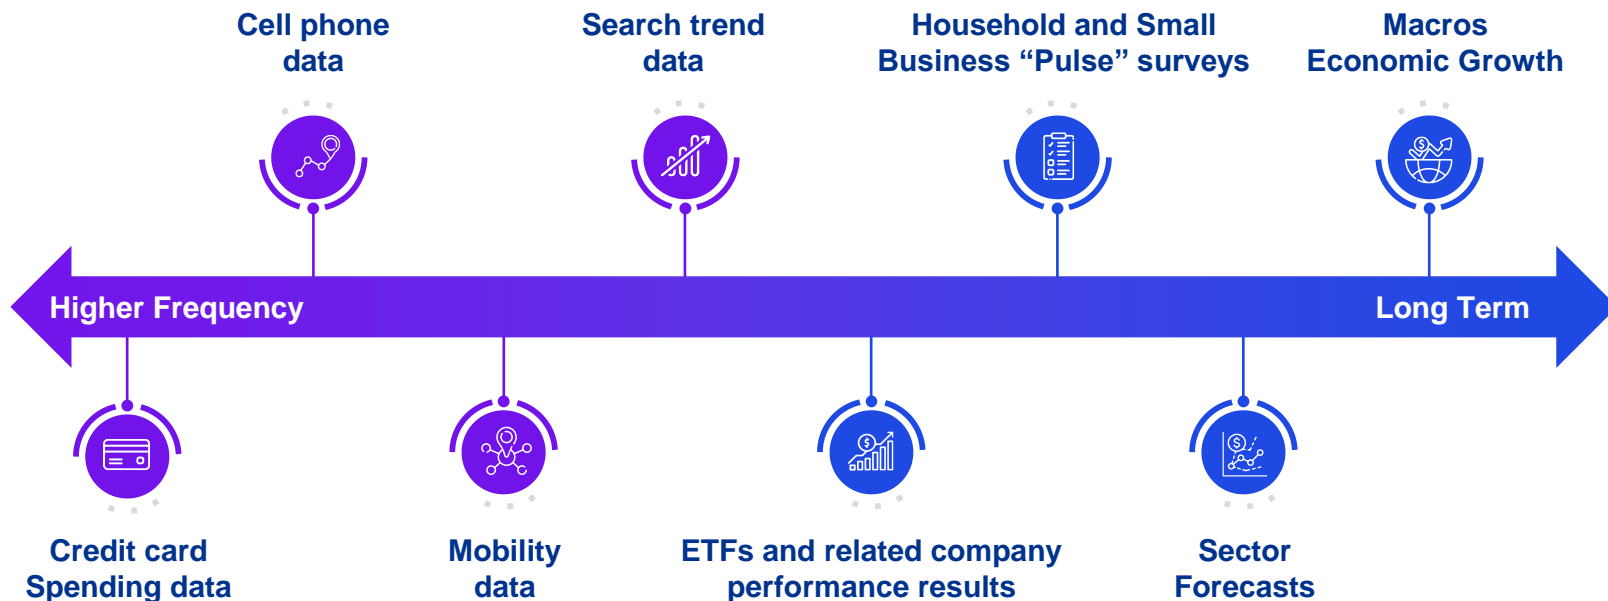 Cell phone
data
Search trend
data
Household and Small
Business “Pulse” surveys
Macros
Economic Growth
Higher Frequency
Long Term
Credit card
Spending data
Mobility
data
ETFs and related company
performance results
Sector
Forecasts